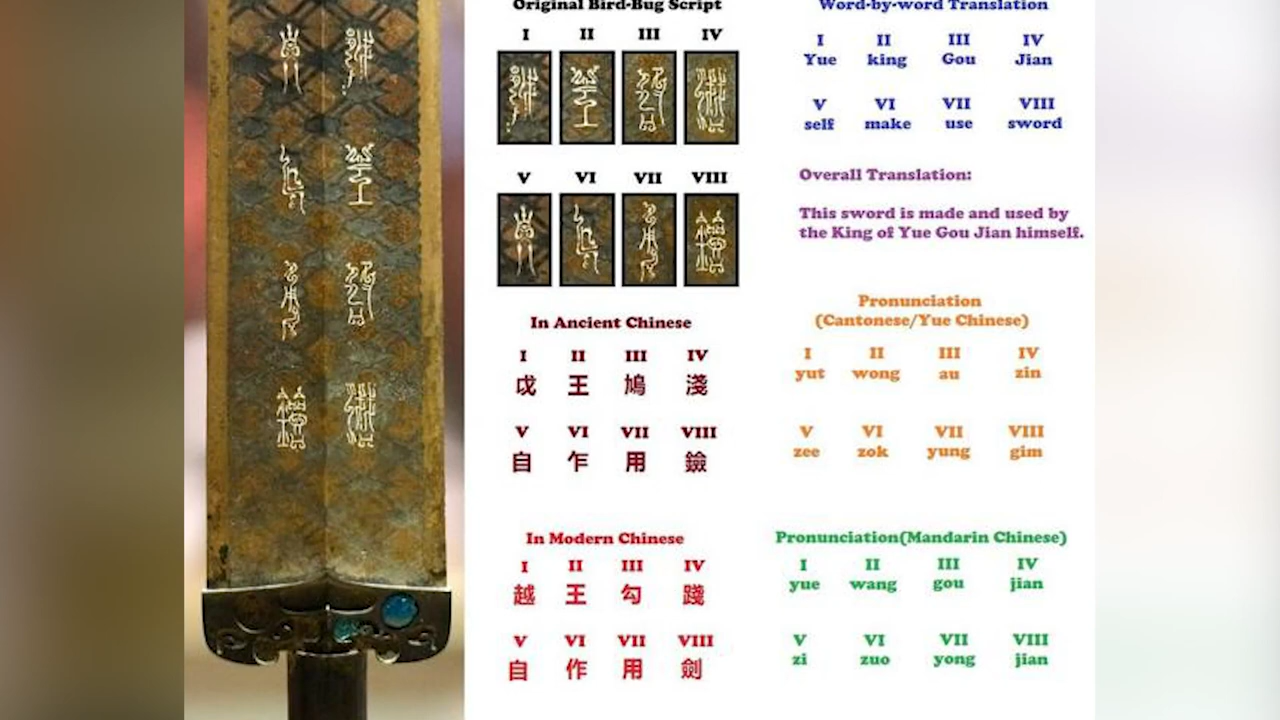 Original Bird-Bug Script
I II III IV
V VI VII VIII
In Ancient Chinese
I II III IV
戉 王 鳩 淺
V VI VII VIII
自 乍 用 鐱
In Modern Chinese
I II III IV
越 王 勾 踐
V VI VII VIII
自 作 用 劍
Word-by-word Translation
I II III IV
Yue king Gou Jian
V VI VII VIII
self make use sword
Overall Translation:
This sword is made and used by
the King of Yue Gou Jian himself.
Pronunciation
(Cantonese/Yue Chinese)
I II III IV
yut wong au zin
V VI VII VIII
zee zok yung gim
Pronunciation(Mandarin Chinese)
I II III IV
yue wang gou jian
V VI VII VIII
zi zuo yong jian